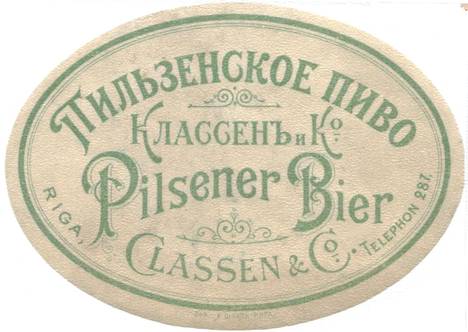 Пильзенское пиво
Классенъ и Ко.
Pilsener Bier
Riga, Classen & Co. Telephon 287.